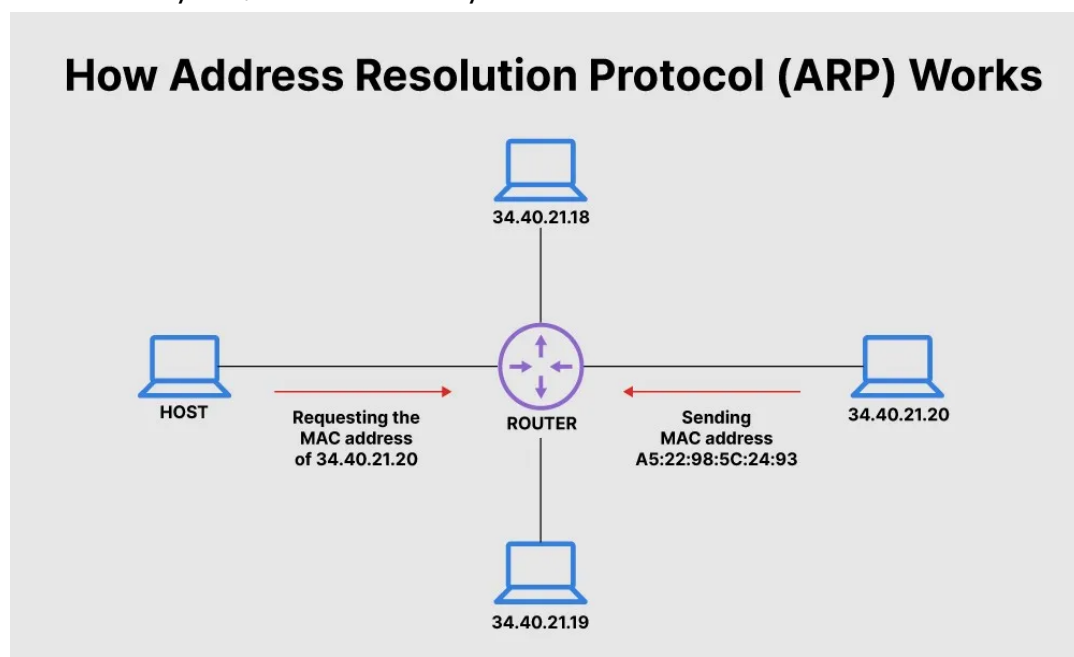 How Address Resolution Protocol (ARP) Works
34.40.21.18
HOST
Requesting the
MAC address
of 34.40.21.20
ROUTER
Sending
MAC address
A5:22:98:5C:24:93
34.40.21.20
34.40.21.19